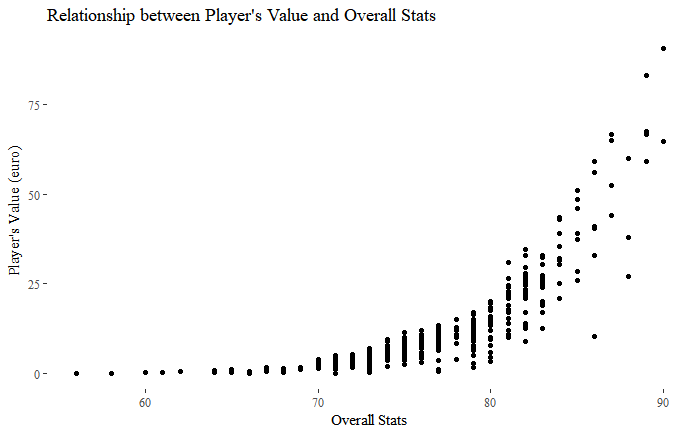 Relationship between Player's Value and Overall Stats
75
50
25
0
Player's Value (euro)
60
70
80
90
Overall Stats